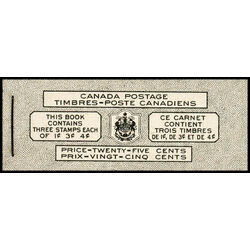 CANADA POSTAGE
TIMBRES-POSTE CANADIENS
THIS BOOK
CONTAINS
THREE STAMPS EACH
OF 1¢ 3¢ 4¢
CE CARNET
CONTIENT
TROIS TIMBRES
DE 1¢, DE 3¢ ET DE 4¢
PRICE-TWENTY-FIVE CENTS
PRIX-VINGT-CINQ CENTS